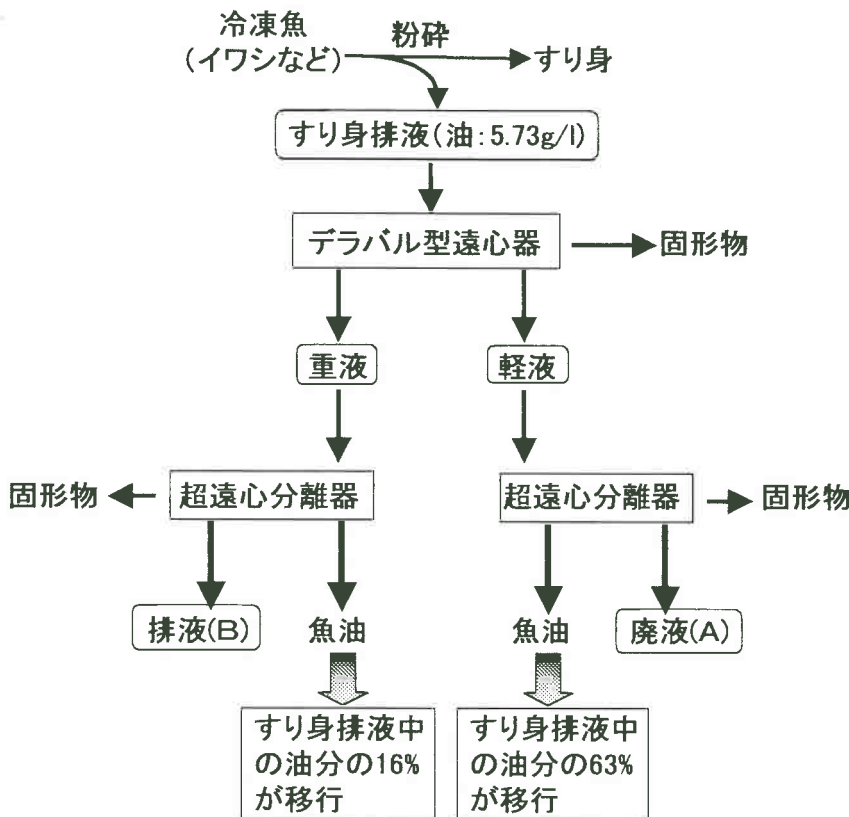 冷凍魚
(イワシなど)
粉砕
すり身
すり身排液(油:5.73g/l)
デラバル型遠心器
固形物
重液
軽液
固形物
超遠心分離器
超遠心分離器
固形物
排液(B)
魚油
魚油
廃液(A)
すり身排液中
の油分の16%
が移行
すり身排液中
の油分の63%
が移行